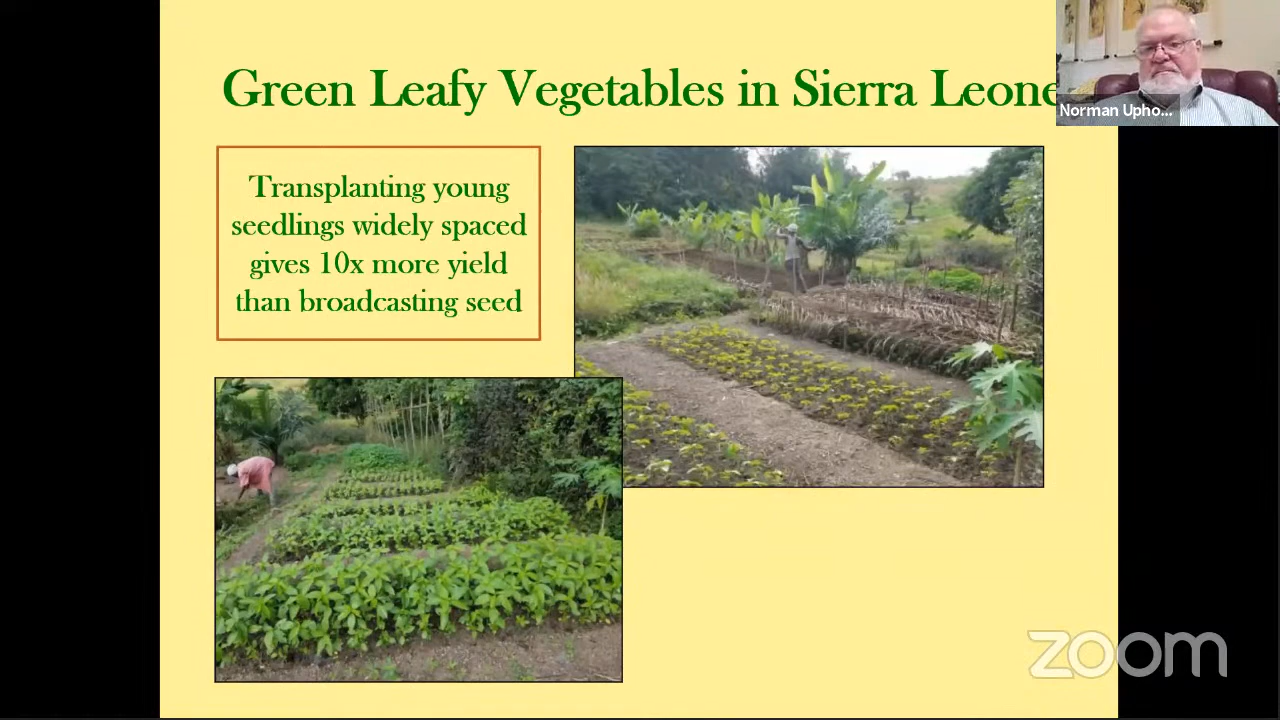 Green Leafy Vegetables in Sierra Leone
Norman Upho...
Transplanting young
seedlings widely spaced
gives 10x more yield
than broadcasting seed
zoom